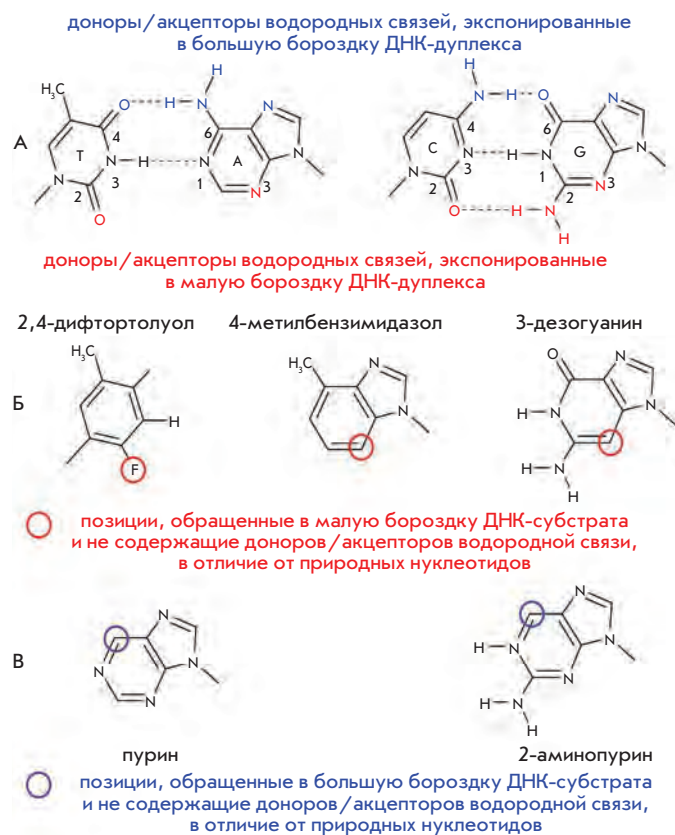 доноры/акцепторы водородных связей, экспонированные
в большую бороздку ДНК-дуплекса
А
H₃C
O
4
T
N
3
H
N
2
O
H
H
N
6
N
1
A
N
3
N
N
H
H
N
4
C
N
3
N
2
O
O
6
H
N
1
G
2
N
3
N
N
H
N
H
доноры/акцепторы водородных связей, экспонированные
в малую бороздку ДНК-дуплекса
2,4-дифтортолуол 4-метилбензимидазол 3-дезогуанин
Б
H₃C
H
F
H₃C
N
N
O
N
H
N
N
N
H
H
позиции, обращенные в малую бороздку ДНК-субстрата
и не содержащие доноров/акцепторов водородной связи,
в отличие от природных нуклеотидов
В
N
N
N
N
N
H
N
N
N
H
N
H
пурин 2-аминопурин
позиции, обращенные в большую бороздку ДНК-субстрата
и не содержащие доноров/акцепторов водородной связи,
в отличие от природных нуклеотидов